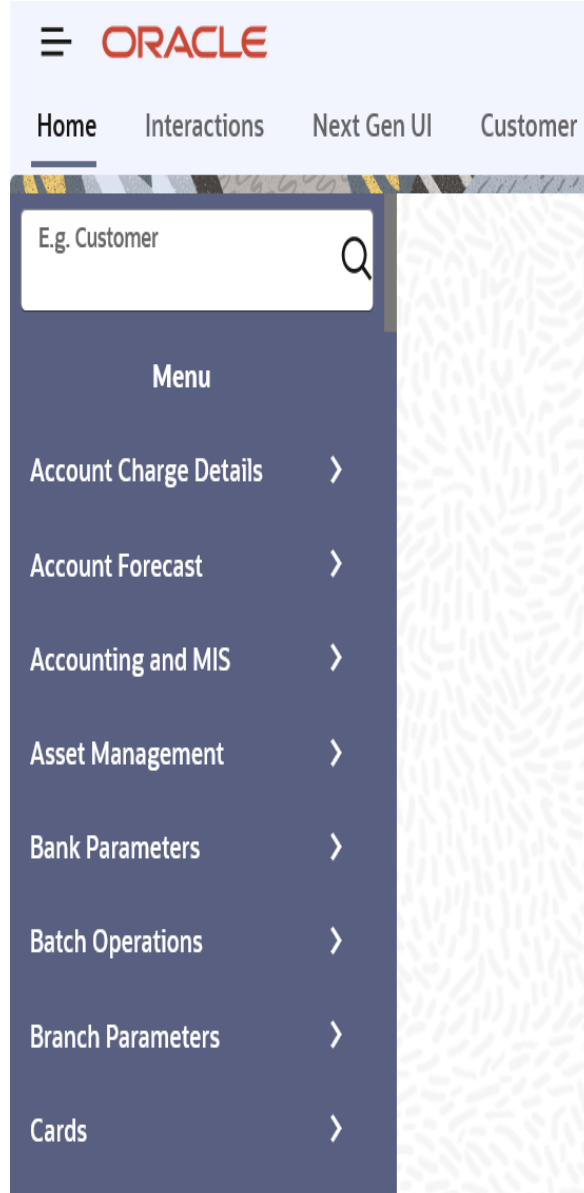 ORACLE
Home Interactions Next Gen UI Customer
E.g. Customer
Menu
Account Charge Details
Account Forecast
Accounting and MIS
Asset Management
Bank Parameters
Batch Operations
Branch Parameters
Cards